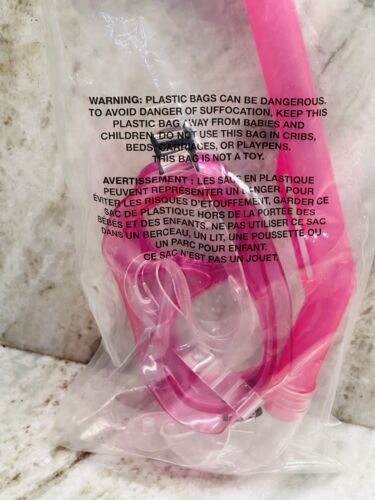 WARNING: PLASTIC BAGS CAN BE DANGEROUS.
TO AVOID DANGER OF SUFFOCATION, KEEP THIS
PLASTIC BAG AWAY FROM BABIES AND
CHILDREN. DO NOT USE THIS BAG IN CRIBS,
BEDS, CARRIAGES, OR PLAYPENS.
THIS BAG IS NOT A TOY.
AVERTISSEMENT : LES SACS EN PLASTIQUE
PEUVENT REPRÉSENTER UN DANGER. POUR
ÉVITER LES RISQUES D'ÉTOUFFEMENT, GARDER CE
SAC DE PLASTIQUE HORS DE LA PORTÉE DES
BÉBÉS ET DES ENFANTS. NE PAS UTILISER CE SAC
DANS UN BERCEAU, UN LIT, UNE POUSSETTE OU
UN PARC POUR ENFANT.
CE SAC N'EST PAS UN JOUET.